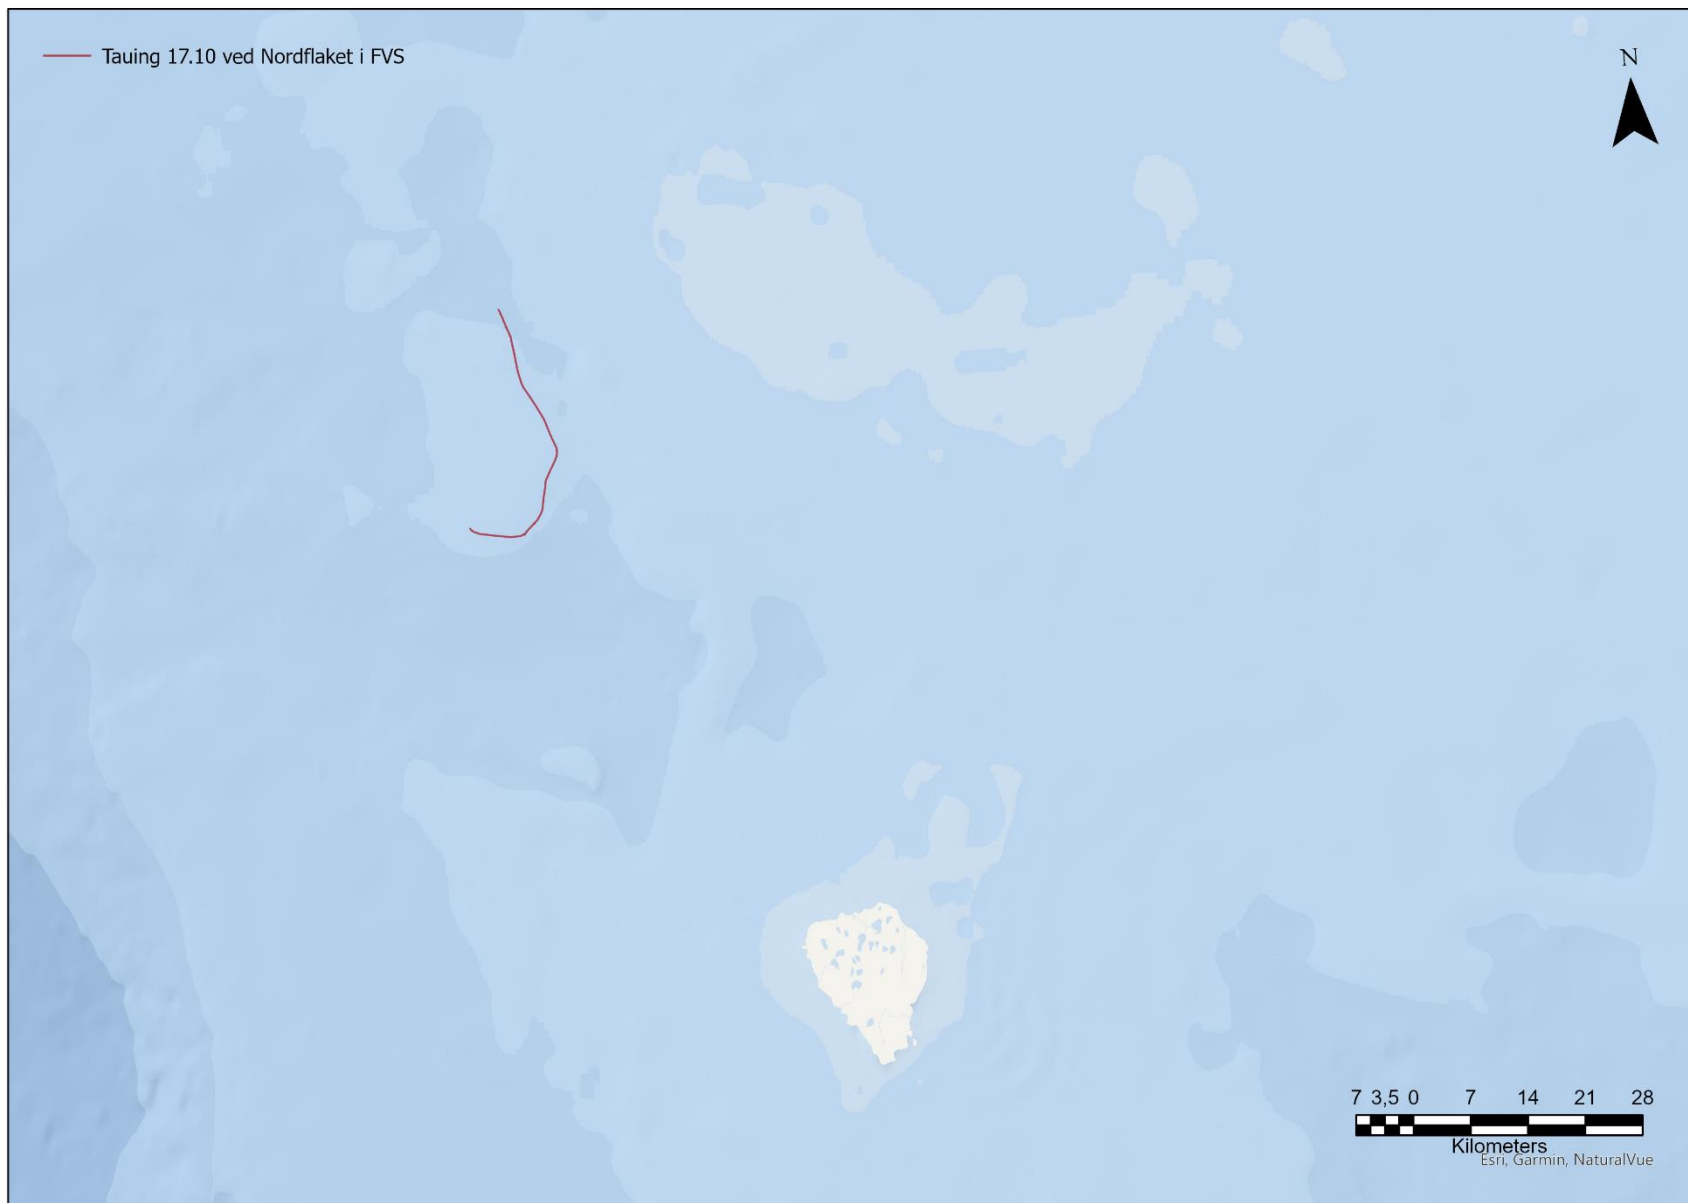 Tauing 17.10 ved Nordflaket i FVS
N
7 3,5 0 7 14 21 28
Kilometers
Esri, Garmin, NaturalVue